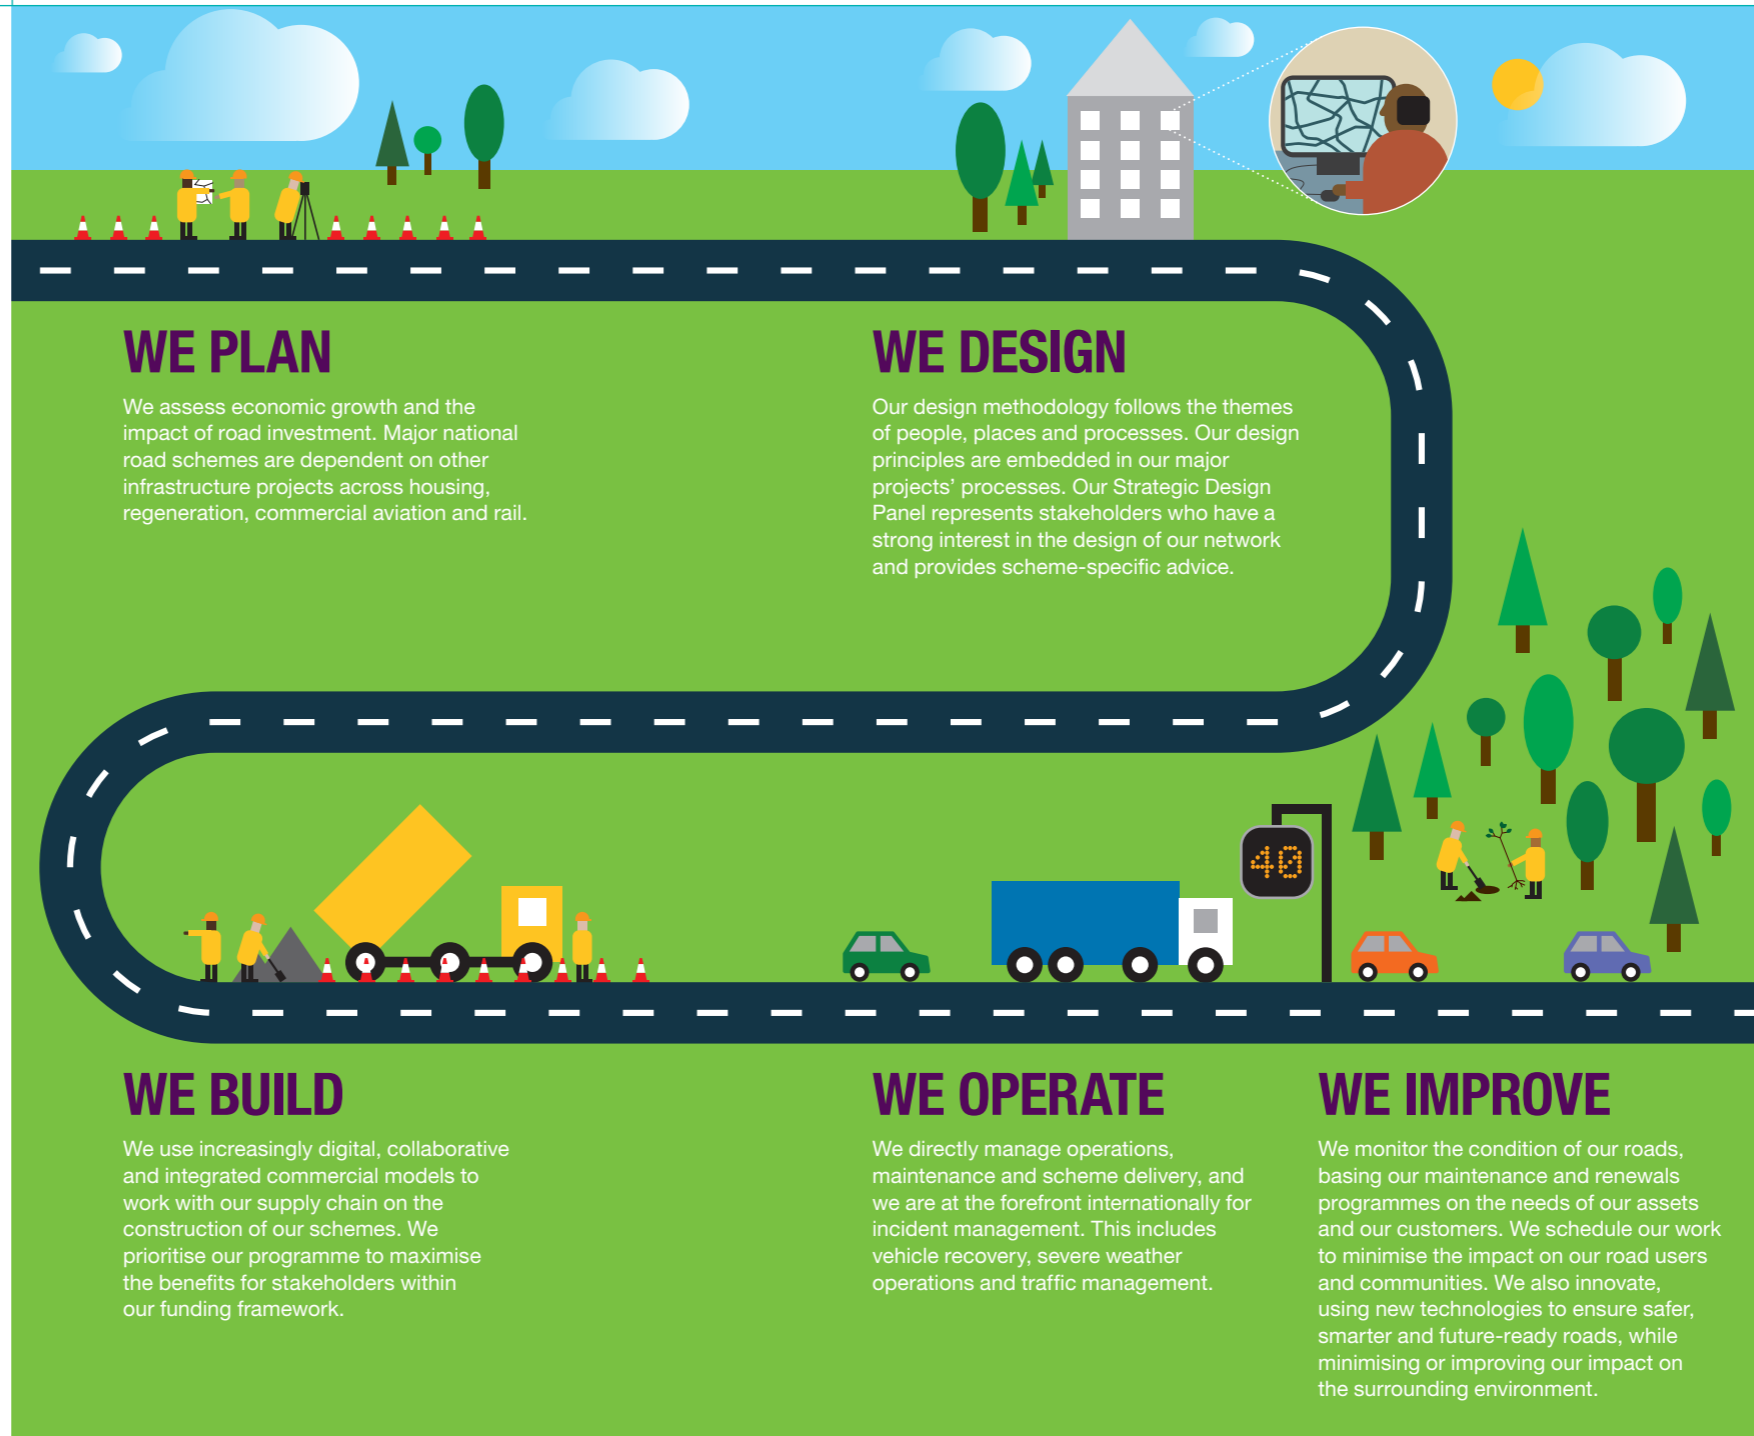 WE PLAN
We assess economic growth and the
impact of road investment. Major national
road schemes are dependent on other
infrastructure projects across housing,
regeneration, commercial aviation and rail.
WE DESIGN
Our design methodology follows the themes
of people, places and processes. Our design
principles are embedded in our major
projects’ processes. Our Strategic Design
Panel represents stakeholders who have a
strong interest in the design of our network
and provides scheme-specific advice.
40
WE BUILD
We use increasingly digital, collaborative
and integrated commercial models to
work with our supply chain on the
construction of our schemes. We
prioritise our programme to maximise
the benefits for stakeholders within
our funding framework.
WE OPERATE
We directly manage operations,
maintenance and scheme delivery, and
we are at the forefront internationally for
incident management. This includes
vehicle recovery, severe weather
operations and traffic management.
WE IMPROVE
We monitor the condition of our roads,
basing our maintenance and renewals
programmes on the needs of our assets
and our customers. We schedule our work
to minimise the impact on our road users
and communities. We also innovate,
using new technologies to ensure safer,
smarter and future-ready roads, while
minimising or improving our impact on
the surrounding environment.